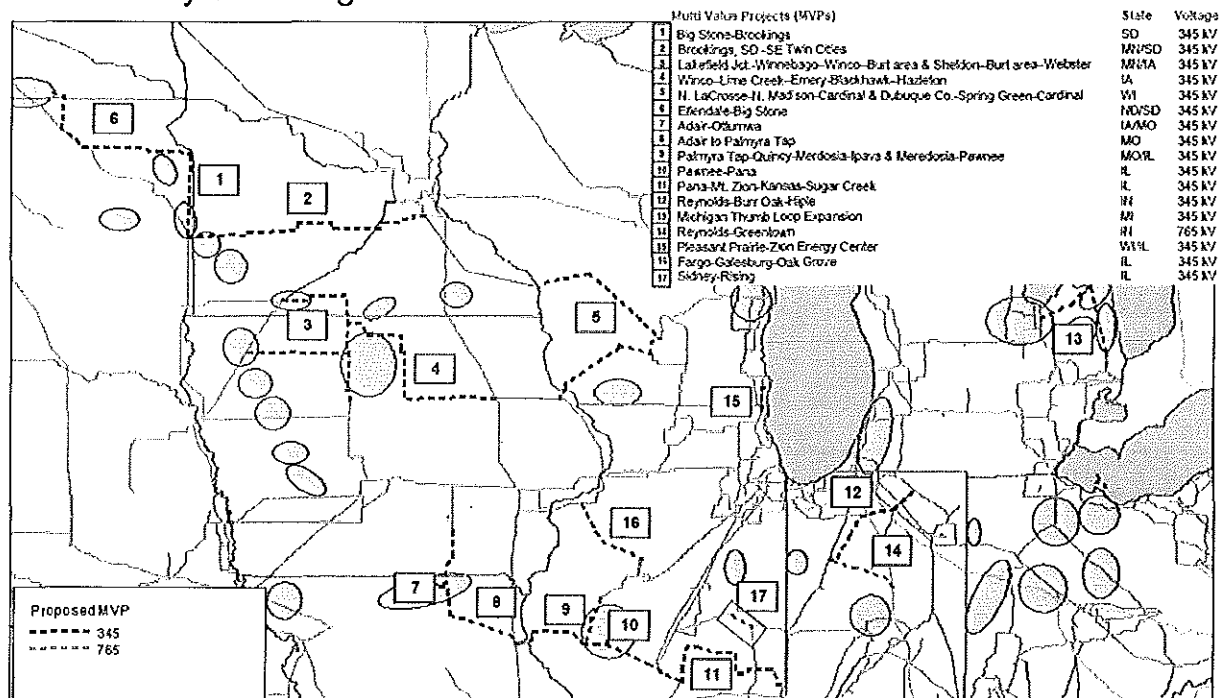 Multi Value Projects (MVPs) State Voltage
1 Big Stone-Brookings SD 345 kV
2 Brookings, SD -SE Twin Cities MN/SD 345 kV
3 Lakefield Jct.-Winnebago-Winco-Burt area & Sheldon-Burt area-Webster MN/IA 345 kV
4 Winco-Lime Creek-Emery-Blackhawk-Hazleton IA 345 kV
5 N. LaCrosse-N. Madison-Cardinal & Dubuque Co.-Spring Green-Cardinal WI 345 kV
6 Ellendale-Big Stone ND/SD 345 kV
7 Adair-Ottumwa IA/MO 345 kV
8 Adair to Palmyra Tap MO 345 kV
9 Palmyra Tap-Quincy-Merdosia-Ipava & Meredosia-Pawnee MO/IL 345 kV
10 Pawnee-Pana IL 345 kV
11 Pana-Mt. Zion-Kansas-Sugar Creek IL 345 kV
12 Reynolds-Burr Oak-Hiple IN 345 kV
13 Michigan Thumb Loop Expansion MI 345 kV
14 Reynolds-Greentown IN 765 kV
15 Pleasant Prairie-Zion Energy Center WI/IL 345 kV
16 Fargo-Galesburg-Oak Grove IL 345 kV
17 Sidney-Rising IL 345 kV
6
1
2
3
5
13
4
15
12
16
14
7
8
9
10
17
11
Proposed MVP
345
765